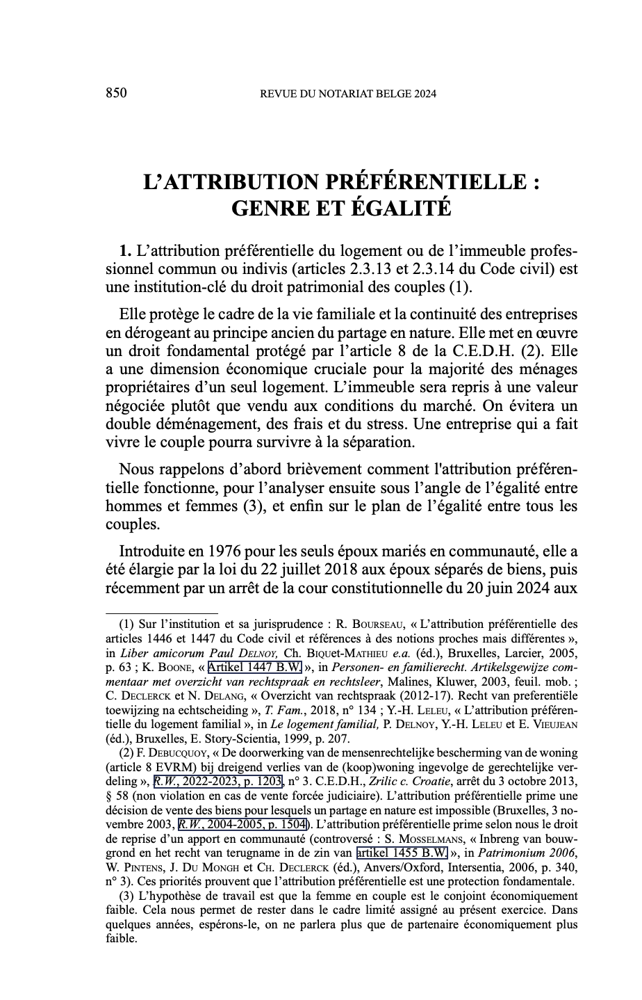 850
REVUE DU NOTARIAT BELGE 2024
L’ATTRIBUTION PRÉFÉRENTIELLE :
GENRE ET ÉGALITÉ
1. L’attribution préférentielle du logement ou de l’immeuble profes-
sionnel commun ou indivis (articles 2.3.13 et 2.3.14 du Code civil) est
une institution-clé du droit patrimonial des couples (1).
Elle protège le cadre de la vie familiale et la continuité des entreprises
en dérogeant au principe ancien du partage en nature. Elle met en œuvre
un droit fondamental protégé par l’article 8 de la C.E.D.H. (2). Elle
a une dimension économique cruciale pour la majorité des ménages
propriétaires d’un seul logement. L’immeuble sera repris à une valeur
négociée plutôt que vendu aux conditions du marché. On évitera un
double déménagement, des frais et du stress. Une entreprise qui a fait
vivre le couple pourra survivre à la séparation.
Nous rappelons d’abord brièvement comment l'attribution préféren-
tielle fonctionne, pour l’analyser ensuite sous l’angle de l’égalité entre
hommes et femmes (3), et enfin sur le plan de l’égalité entre tous les
couples.
Introduite en 1976 pour les seuls époux mariés en communauté, elle a
été élargie par la loi du 22 juillet 2018 aux époux séparés de biens, puis
récemment par un arrêt de la cour constitutionnelle du 20 juin 2024 aux
(1) Sur l’institution et sa jurisprudence : R. BOURSEAU, « L’attribution préférentielle des
articles 1446 et 1447 du Code civil et références à des notions proches mais différentes »,
in Liber amicorum Paul DELNOY, Ch. BIQUet-MATHIEU e.a. (éd.), Bruxelles, Larcier, 2005,
p. 63 ; K. BOONE, « Artikel 1447 B.W. », in Personen- en familierecht. Artikelsgewijze com-
mentaar met overzicht van rechtspraak en rechtsleer, Malines, Kluwer, 2003, feuil. mob. ;
C. DECLERCK et N. DELANG, « Overzicht van rechtspraak (2012-17). Recht van preferentiële
toewijzing na echtscheiding », T. Fam., 2018, n° 134 ; Y.-H. LELEU, « L’attribution préféren-
tielle du logement familial », in Le logement familial, P. DELNOY, Y.-H. LELEU et E. VIEUJEAN
(éd.), Bruxelles, E. Story-Scientia, 1999, p. 207.
(2) F. DEBUCQUOY, « De doorwerking van de mensenrechtelijke bescherming van de woning
(article 8 EVRM) bij dreigend verlies van de (koop)woning ingevolge de gerechtelijke ver-
deling », R.W., 2022-2023, p. 1203, n° 3. C.E.D.H., Zrilic c. Croatie, arrêt du 3 octobre 2013,
§ 58 (non violation en cas de vente forcée judiciaire). L’attribution préférentielle prime une
décision de vente des biens pour lesquels un partage en nature est impossible (Bruxelles, 3 no-
vembre 2003, R.W., 2004-2005, p. 1504). L’attribution préférentielle prime selon nous le droit
de reprise d’un apport en communauté (controversé : S. MOSSELMANS, « Inbreng van bouw-
grond en het recht van terugname in de zin van artikel 1455 B.W. », in Patrimonium 2006,
W. PINTENS, J. DU MONGH et CH. DECLERCK (éd.), Anvers/Oxford, Intersentia, 2006, p. 340,
n° 3). Ces priorités prouvent que l’attribution préférentielle est une protection fondamentale.
(3) L’hypothèse de travail est que la femme en couple est le conjoint économiquement
faible. Cela nous permet de rester dans le cadre limité assigné au présent exercice. Dans
quelques années, espérons-le, on ne parlera plus que de partenaire économiquement plus
faible.